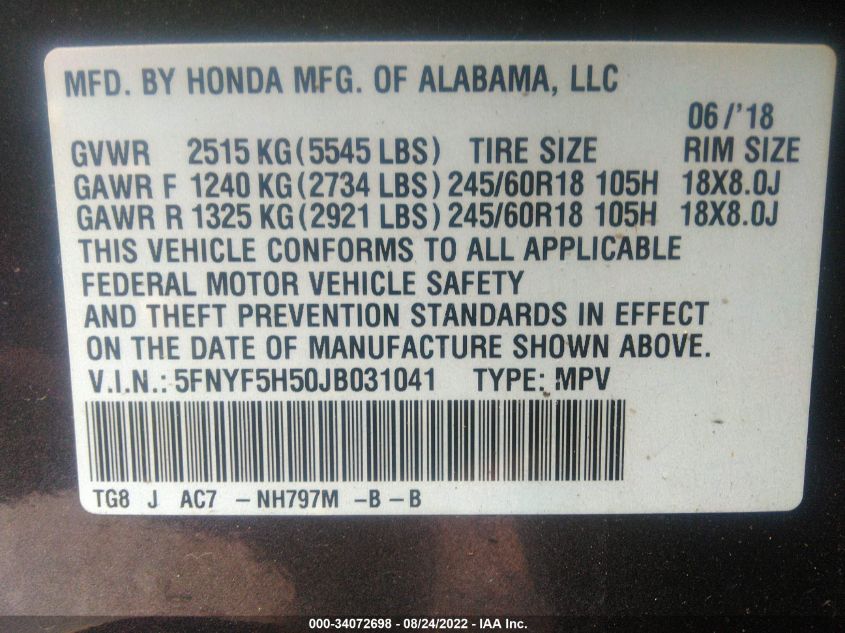 MFD. BY HONDA MFG. OF ALABAMA, LLC
06/'18
GVWR 2515 KG (5545 LBS) TIRE SIZE RIM SIZE
GAWR F 1240 KG (2734 LBS) 245/60R18 105H 18X8.0J
GAWR R 1325 KG (2921 LBS) 245/60R18 105H 18X8.0J
THIS VEHICLE CONFORMS TO ALL APPLICABLE
FEDERAL MOTOR VEHICLE SAFETY
AND THEFT PREVENTION STANDARDS IN EFFECT
ON THE DATE OF MANUFACTURE SHOWN ABOVE.
V.I.N.: 5FNYF5H50JB031041 TYPE: MPV
TG8 J AC7 – NH797M – B – B
000-34072698 - 08/24/2022 - IAA Inc.